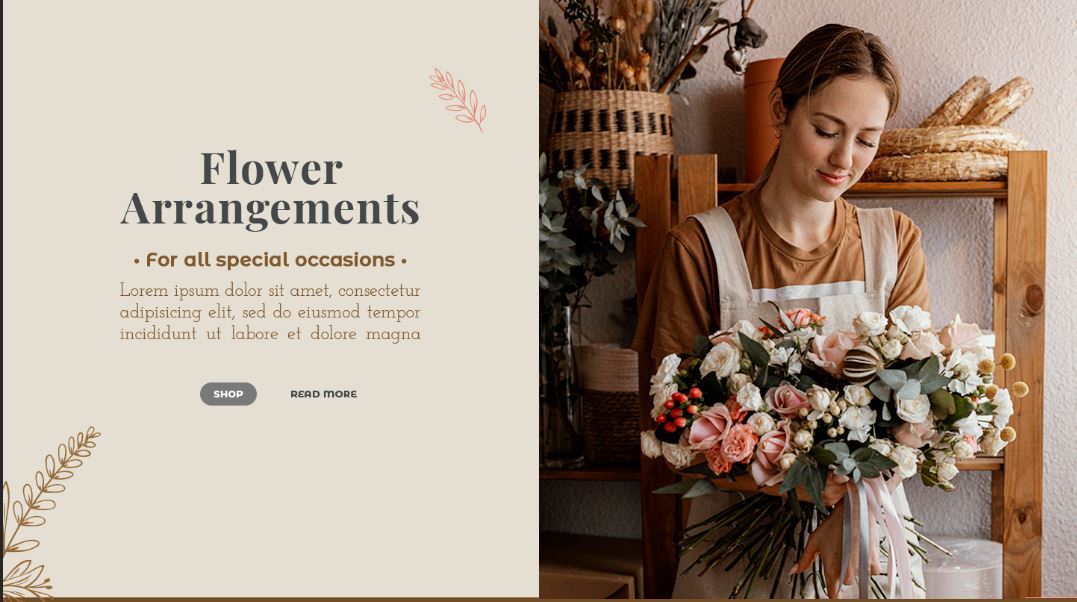 Flower
Arrangements
• For all special occasions •
Lorem ipsum dolor sit amet, consectetur
adipisicing elit, sed do eiusmod tempor
incididunt ut labore et dolore magna
SHOP READ MORE